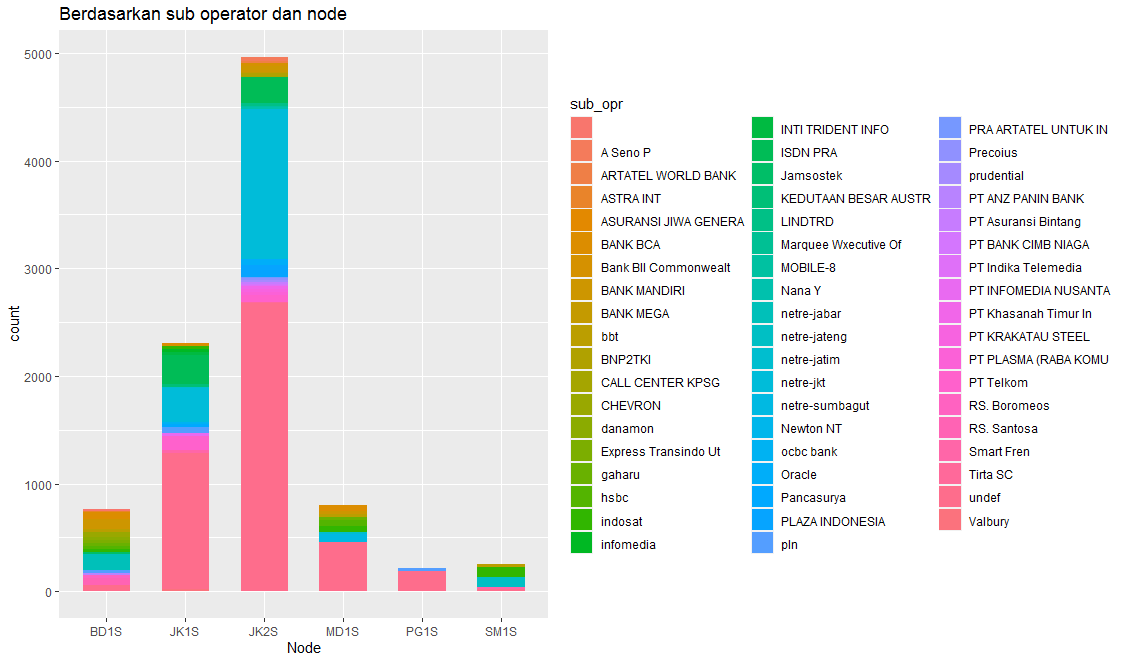 Berdasarkan sub operator dan node
5000
4000
3000
2000
1000
0
count
BD1S
JK1S
JK2S
MD1S
PG1S
SM1S
Node
sub_opr
A Seno P
ARTATEL WORLD BANK
ASTRA INT
ASURANSI JIWA GENERA
BANK BCA
Bank BII Commonwealt
BANK MANDIRI
BANK MEGA
bbt
BNP2TKI
CALL CENTER KPSG
CHEVRON
danamon
Express Transindo Ut
gaharu
hsbc
indosat
infomedia
INTI TRIDENT INFO
ISDN PRA
Jamsostek
KEDUTAAN BESAR AUSTR
LINDTRD
Marquee Wxecutive Of
MOBILE-8
Nana Y
netre-jabar
netre-jateng
netre-jatim
netre-jkt
netre-sumbagut
Newton NT
ocbc bank
Oracle
Pancasurya
PLAZA INDONESIA
pln
PRA ARTATEL UNTUK IN
Precoius
prudential
PT ANZ PANIN BANK
PT Asuransi Bintang
PT BANK CIMB NIAGA
PT Indika Telemedia
PT INFOMEDIA NUSANTA
PT Khasanah Timur In
PT KRAKATAU STEEL
PT PLASMA (RABA KOMU
PT Telkom
RS. Boromeos
RS. Santosa
Smart Fren
Tirta SC
undef
Valbury